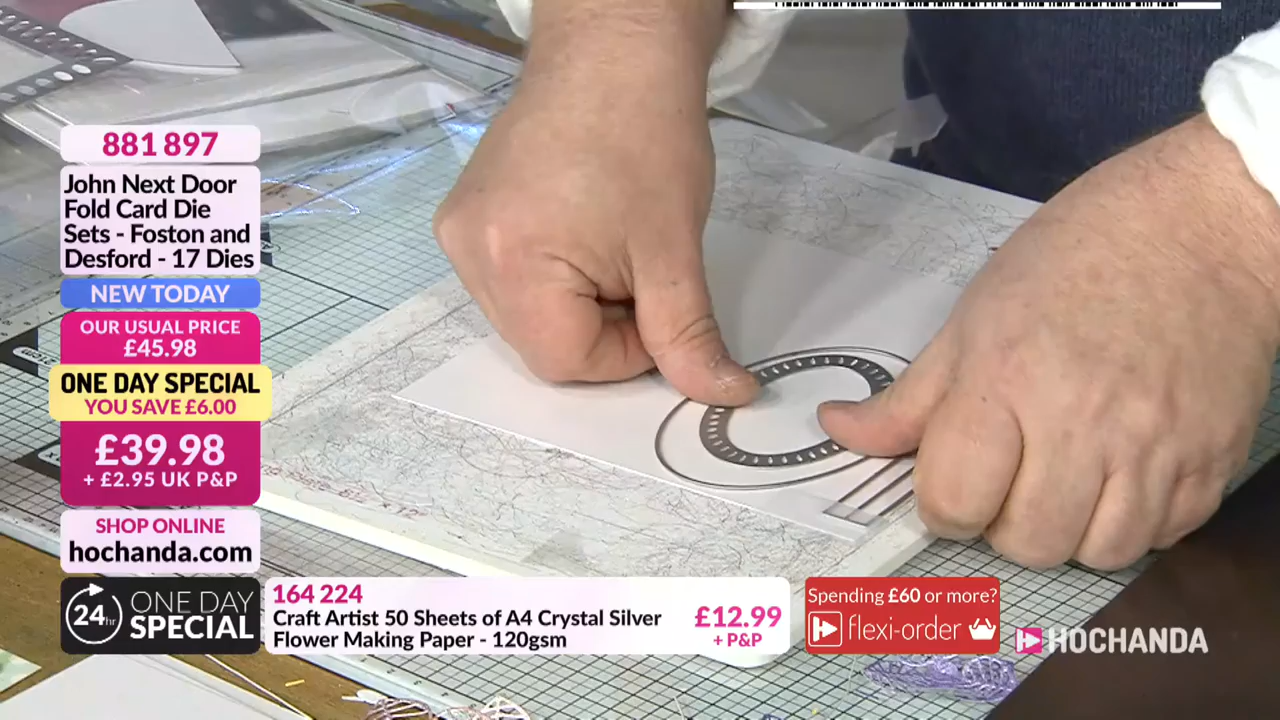 881 897
John Next Door
Fold Card Die
Sets - Foston and
Desford - 17 Dies
NEW TODAY
OUR USUAL PRICE
£45.98
ONE DAY SPECIAL
YOU SAVE £6.00
£39.98
+ £2.95 UK P&P
SHOP ONLINE
hochanda.com
24hr
ONE DAY
SPECIAL
164 224
Craft Artist 50 Sheets of A4 Crystal Silver
Flower Making Paper - 120gsm
£12.99
+ P&P
Spending £60 or more?
flexi-order
HOCHANDA